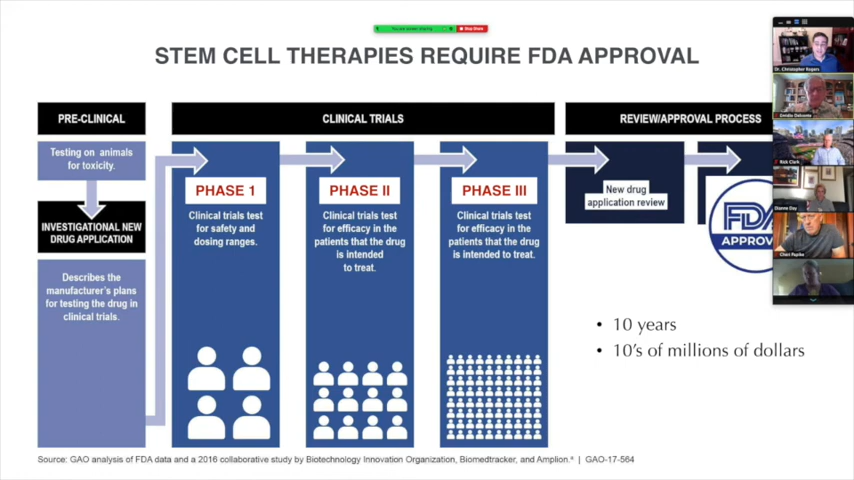 Stop Share
STEM CELL THERAPIES REQUIRE FDA APPROVAL
PRE-CLINICAL
Testing on animals
for toxicity.
INVESTIGATIONAL NEW
DRUG APPLICATION
Describes the
manufacturer's plans
for testing the drug in
clinical trials.
CLINICAL TRIALS
PHASE 1
Clinical trials test
for safety and
dosing ranges.
PHASE II
Clinical trials test
for efficacy in the
patients that the drug
is intended
to treat.
PHASE III
Clinical trials test
for efficacy in the
patients that the drug
is intended to treat.
REVIEW/APPROVAL PROCESS
New drug
application review
FDA
APPROV
• 10 years
• 10's of millions of dollars
Source: GAO analysis of FDA data and a 2016 collaborative study by Biotechnology Innovation Organization, Biomedtracker, and Amplion.® | GAO-17-564
Dr. Christopher Rogers
Rick Clark
Dianne Day